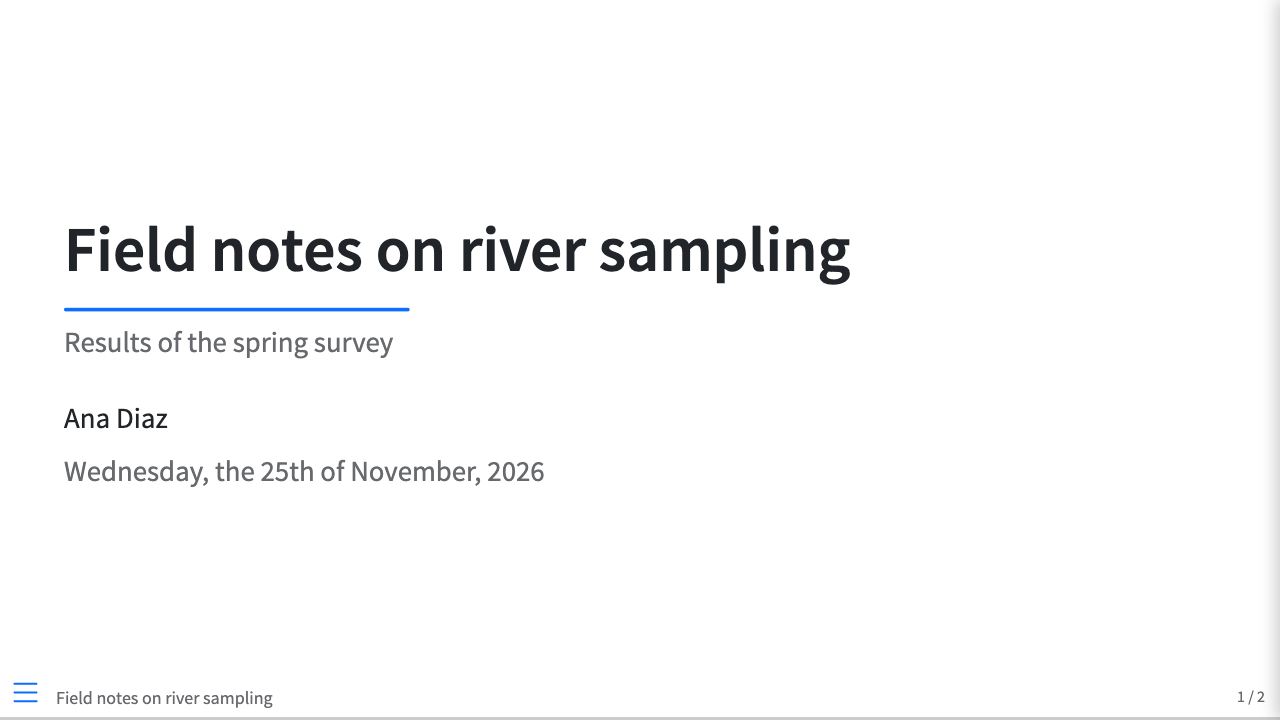 Field notes on river sampling
Results of the spring survey
Ana Diaz
Wednesday, the 25th of November, 2026
Field notes on river sampling
1 / 2